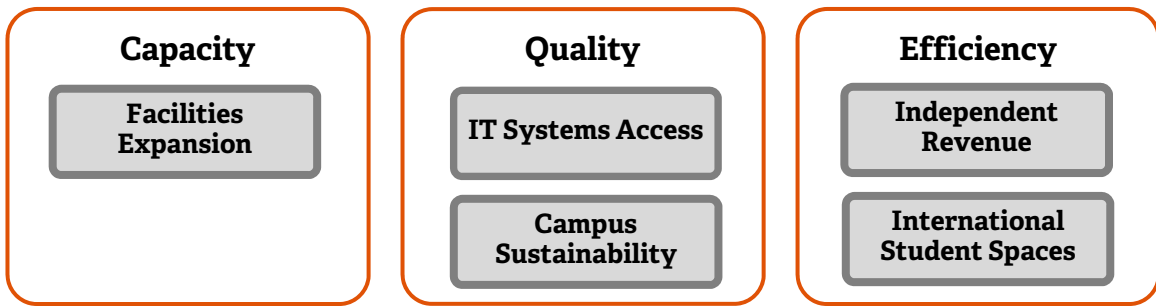 Capacity
Facilities
Expansion
Quality
IT Systems Access
Campus
Sustainability
Efficiency
Independent
Revenue
International
Student Spaces